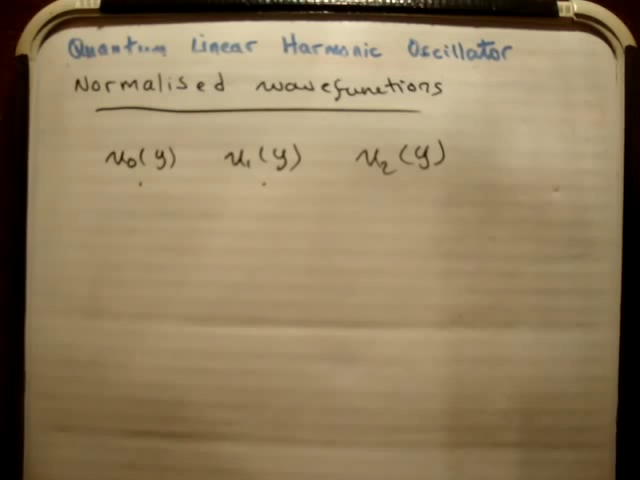 Quantum Linear Harmonic Oscillator
Normalised wavefunctions
u₀(y) u₁(y) u₂(y)